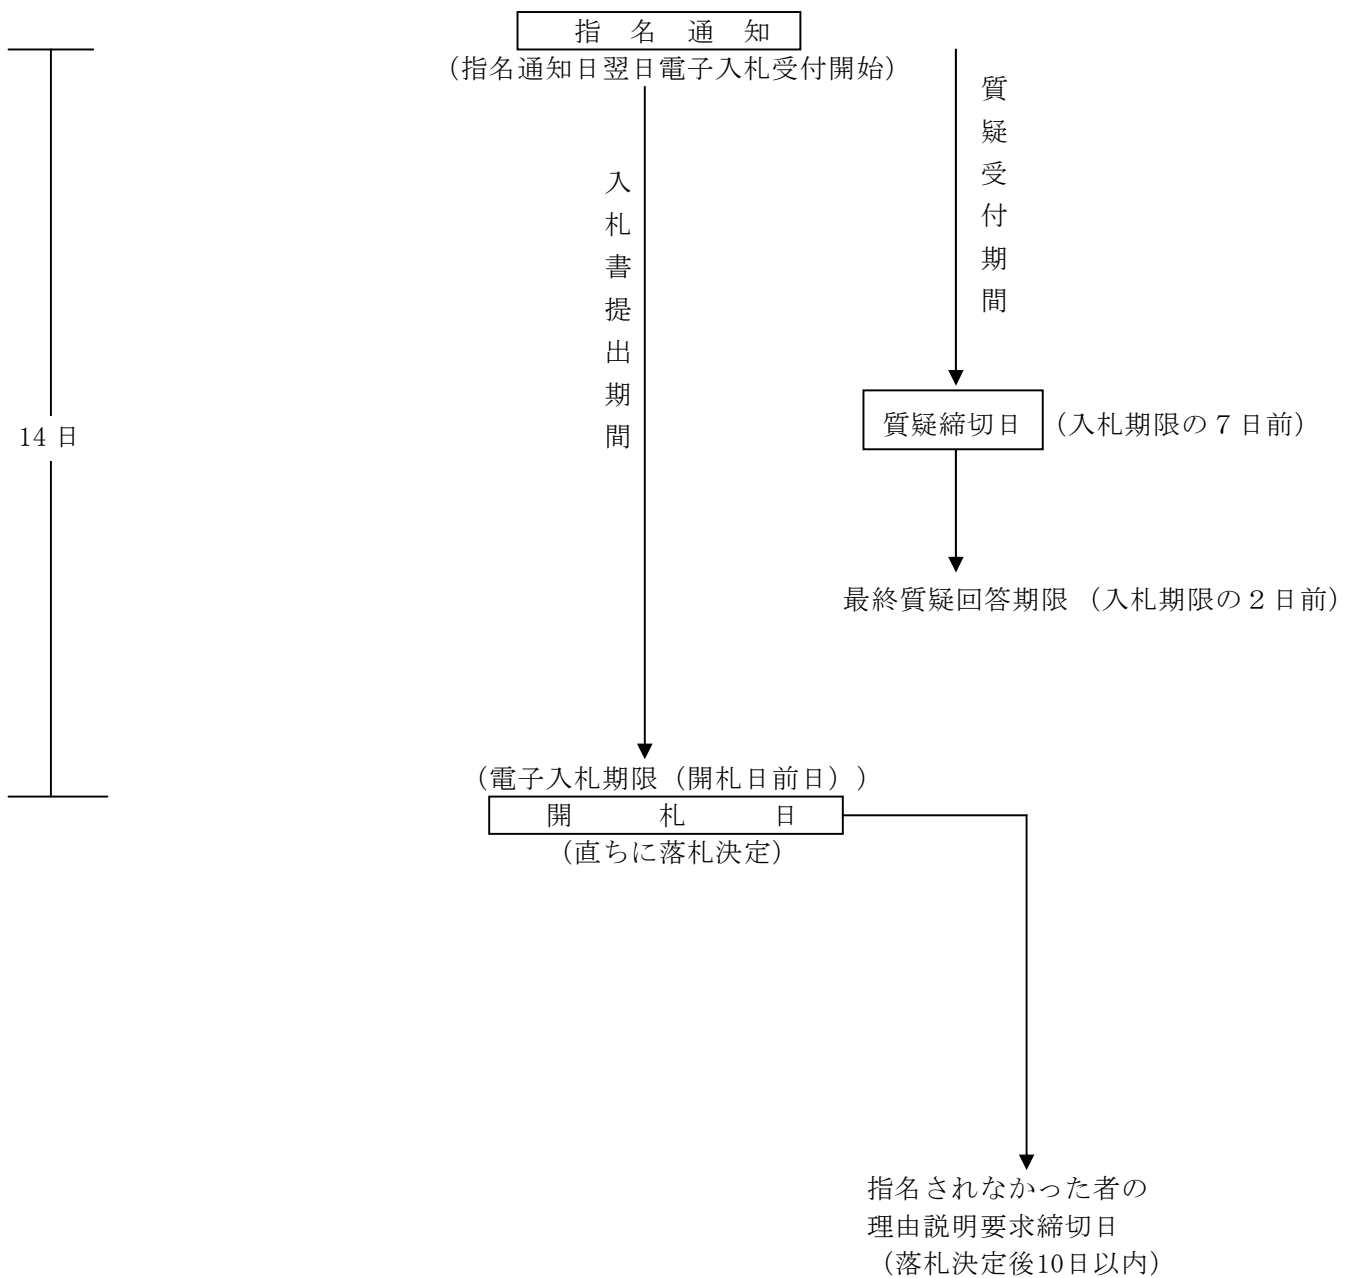 指名通知
(指名通知日翌日電子入札受付開始)
質疑受付期間
入札書提出期間
14日
質疑締切日 (入札期限の７日前)
最終質疑回答期限 (入札期限の２日前)
(電子入札期限(開札日前日))
開札日
(直ちに落札決定)
指名されなかった者の
理由説明要求締切日
(落札決定後10日以内)